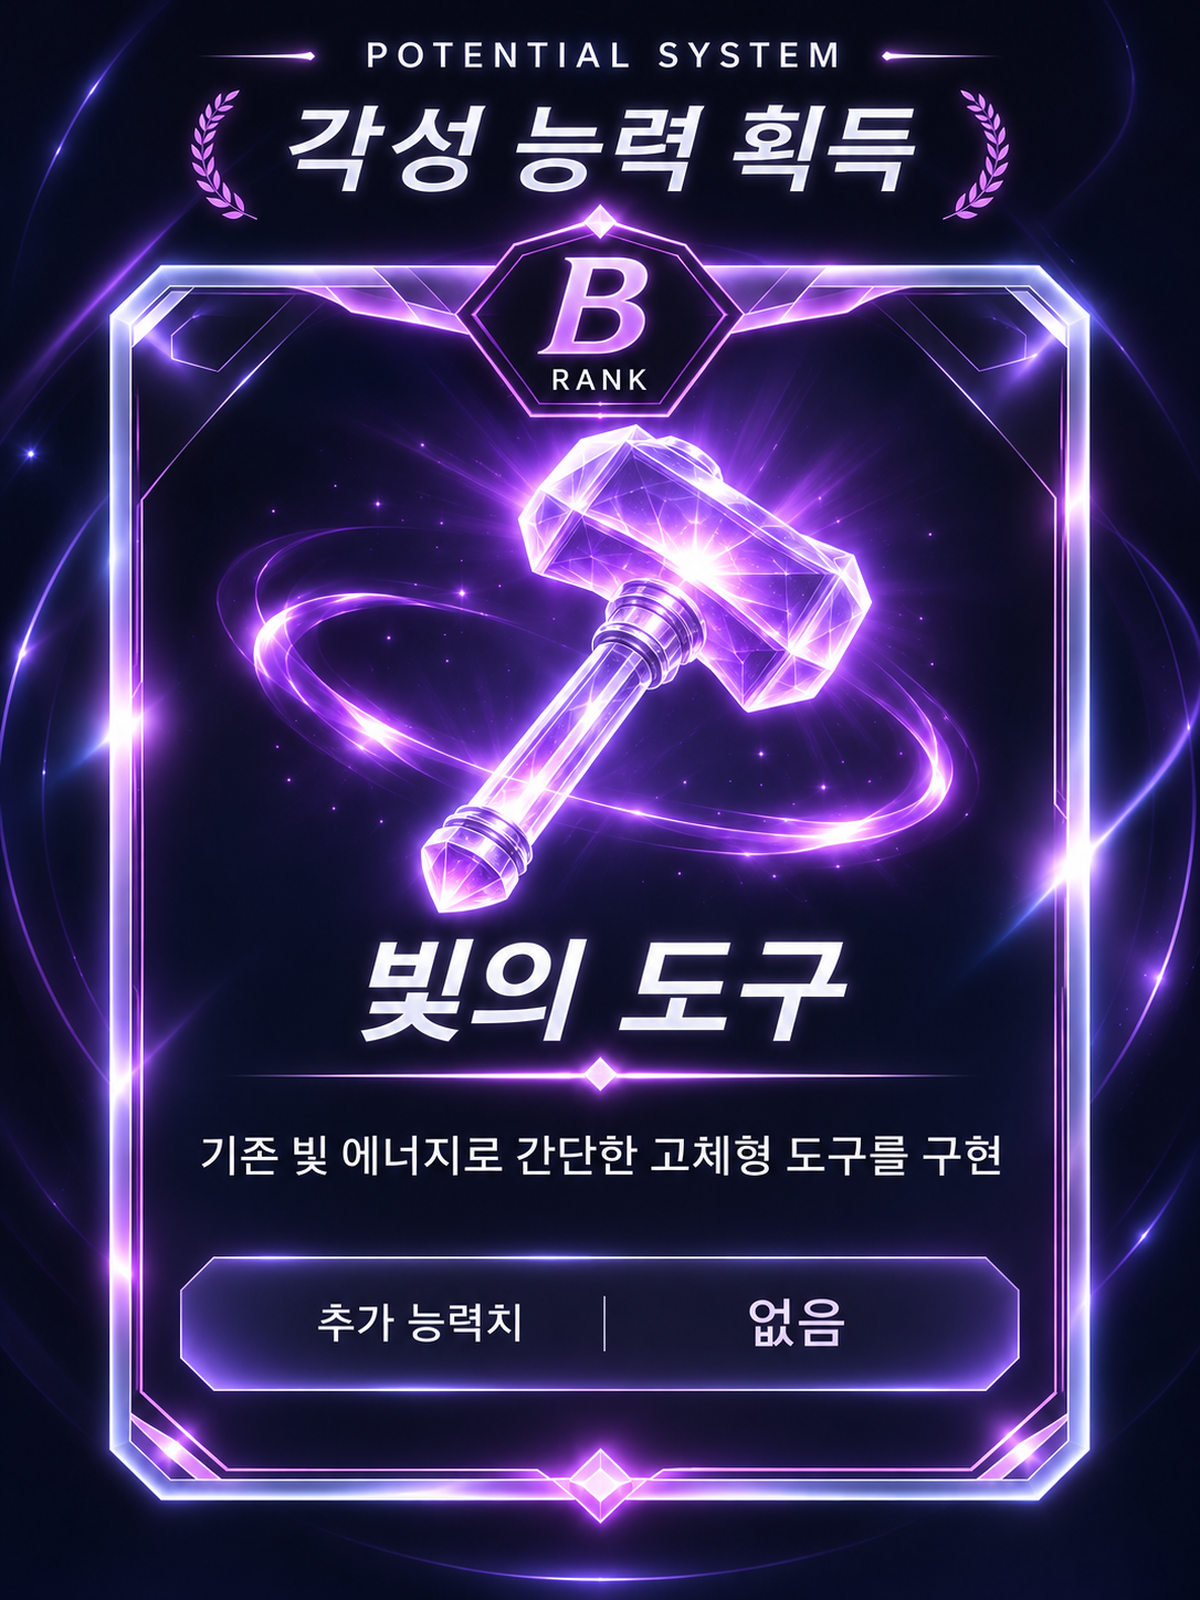 POTENTIAL SYSTEM
각성 능력 획득
B
RANK
빛의 도구
기존 빛 에너지로 간단한 고체형 도구를 구현
추가 능력치 | 없음